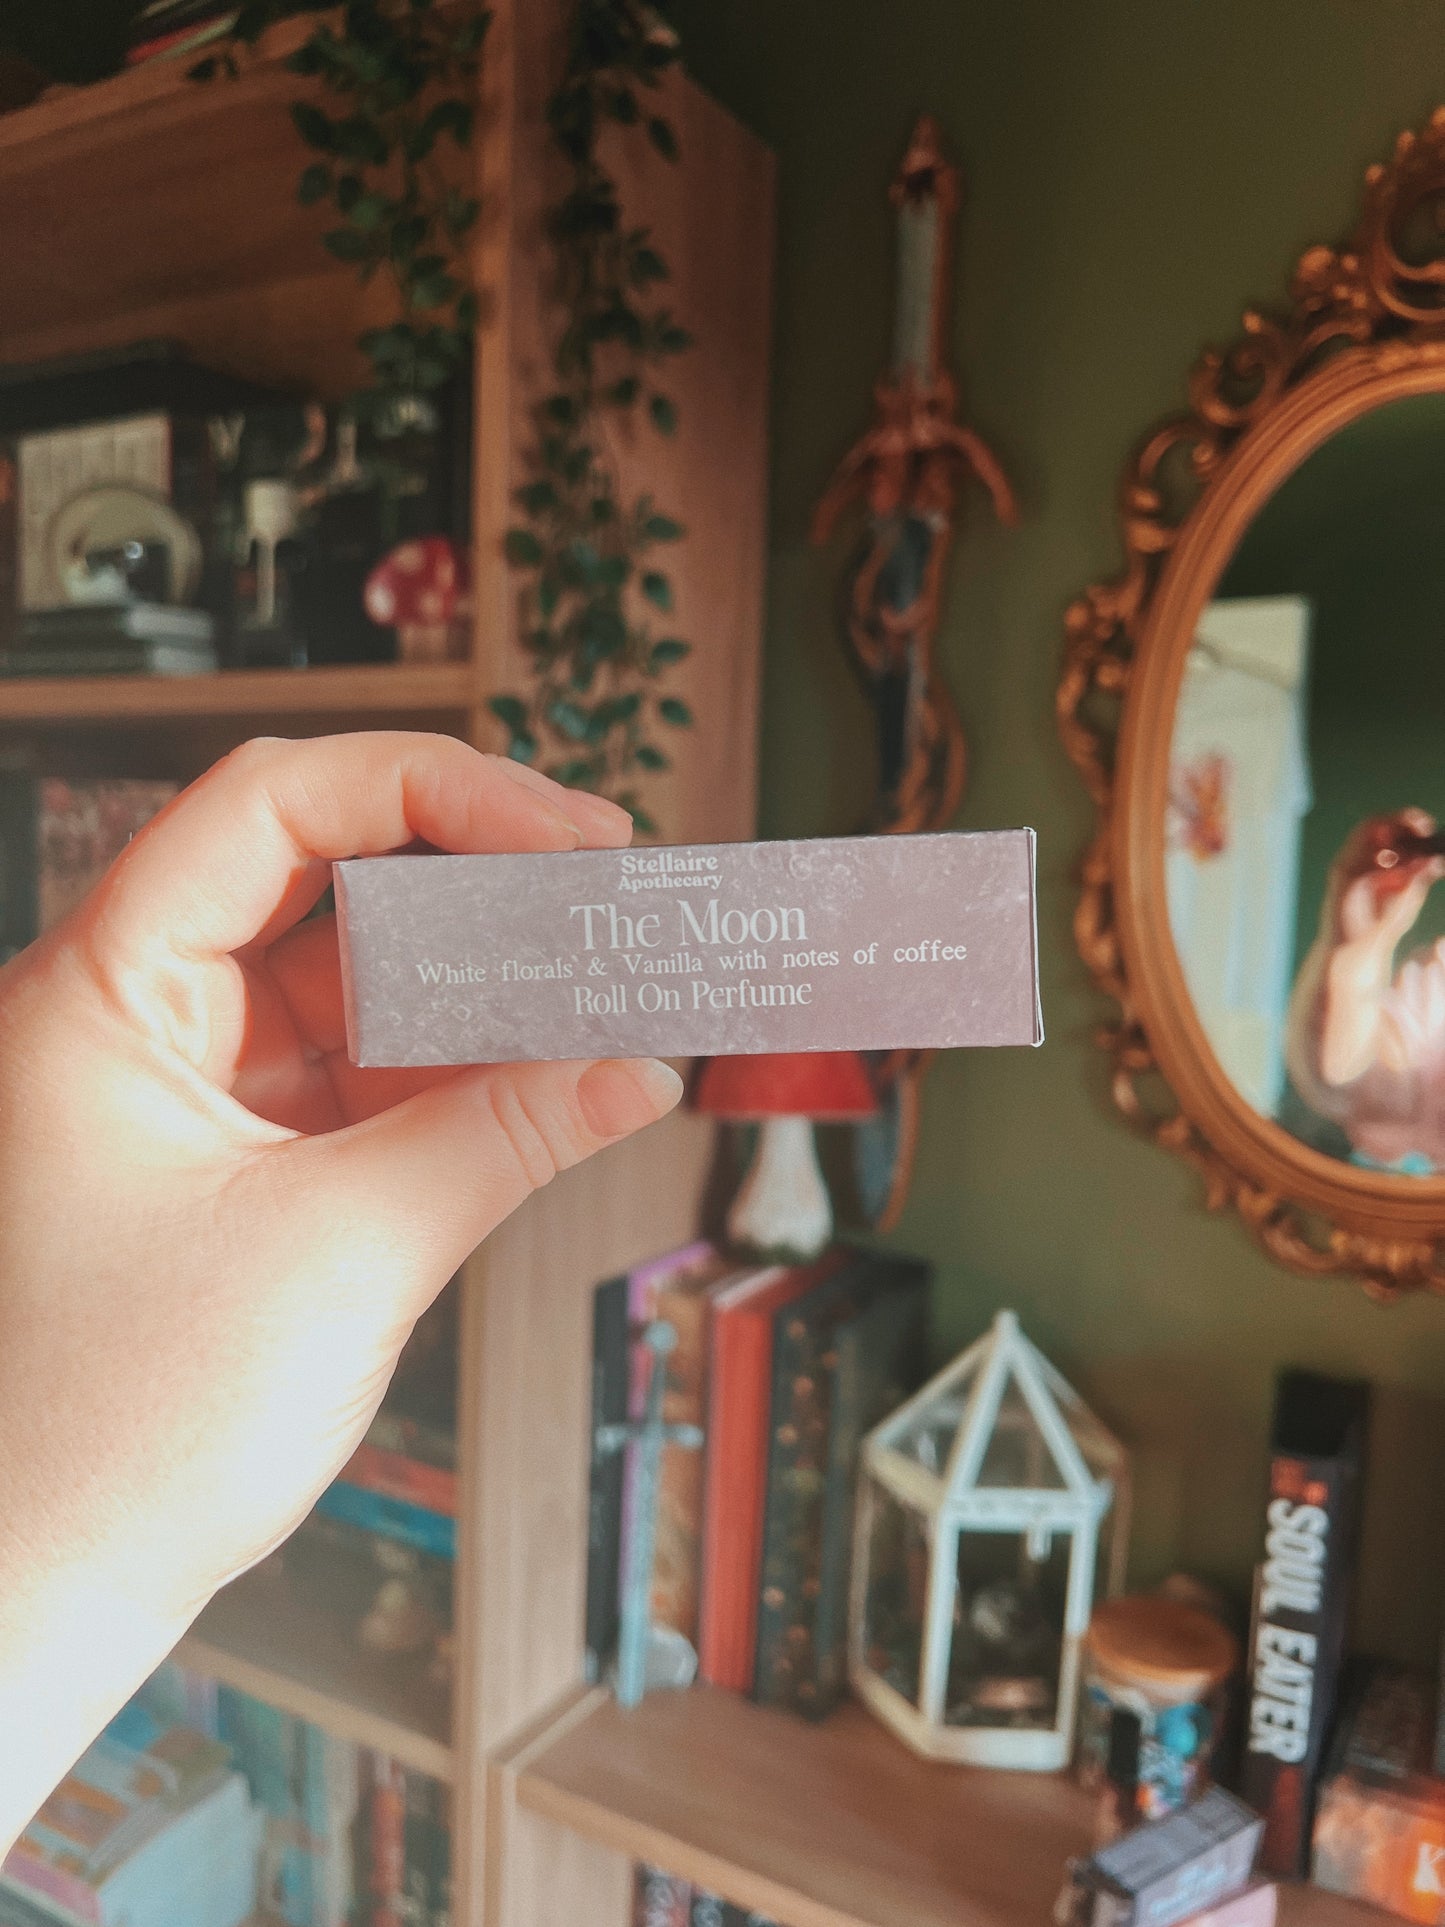 Stellaire
Apothecary
The Moon
White florals & Vanilla with notes of coffee
Roll On Perfume
SOUL EATER
K